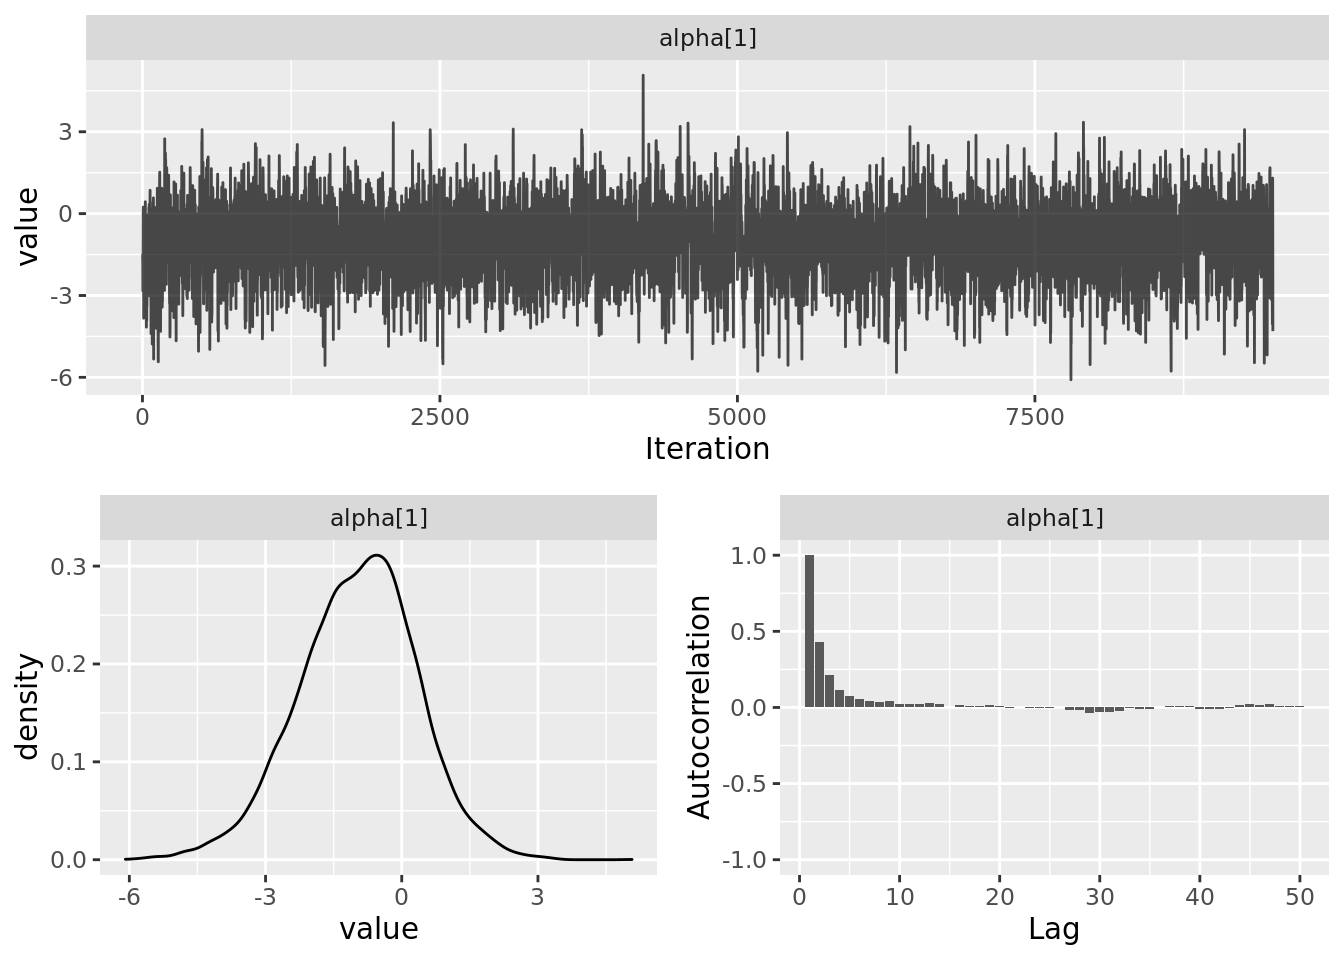 alpha[1]
3
0
-3
-6
value
0 2500 5000 7500
Iteration
alpha[1]
0.3
0.2
0.1
0.0
density
-6 -3 0 3
value
alpha[1]
1.0
0.5
0.0
-0.5
-1.0
Autocorrelation
0 10 20 30 40 50
Lag